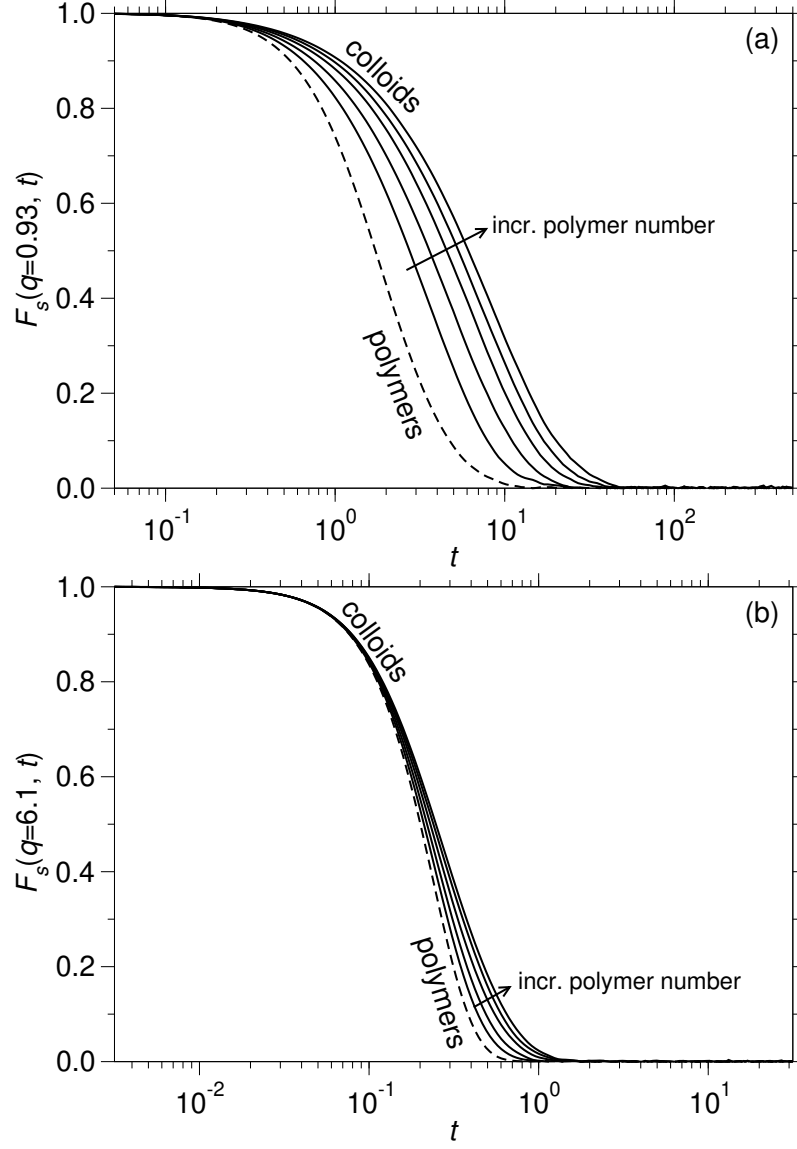 (a)
1.0
0.8
0.6
0.4
0.2
0.0
F_s(q=0.93, t)
colloids
incr. polymer number
polymers
10^-1
10^0
10^1
10^2
t
(b)
1.0
0.8
0.6
0.4
0.2
0.0
F_s(q=6.1, t)
colloids
incr. polymer number
polymers
10^-2
10^-1
10^0
10^1
t